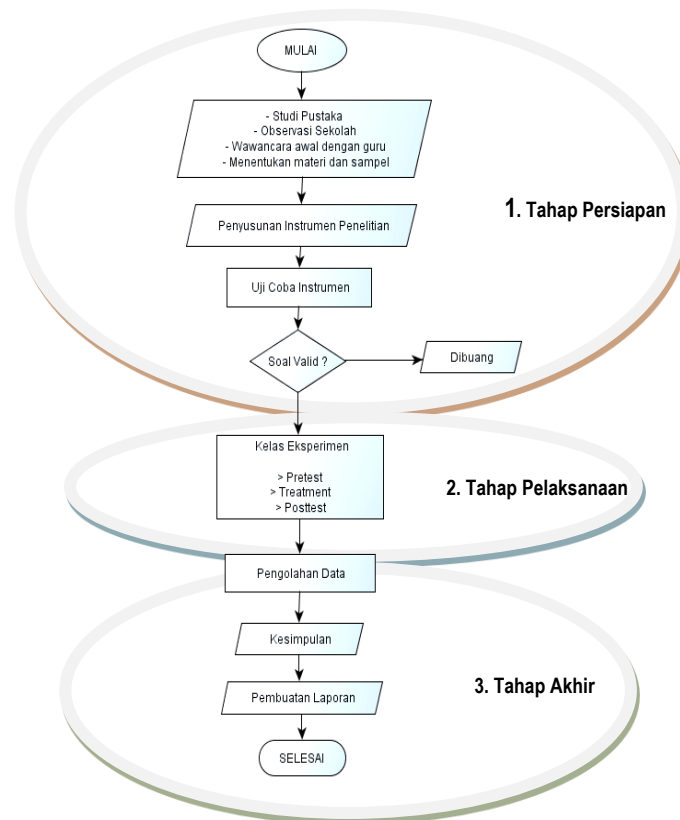 MULAI
- Studi Pustaka
- Observasi Sekolah
- Wawancara awal dengan guru
- Menentukan materi dan sampel
1. Tahap Persiapan
Penyusunan Instrumen Penelitian
Uji Coba Instrumen
Soal Valid ?
Dibuang
Kelas Eksperimen
> Pretest
> Treatment
> Posttest
2. Tahap Pelaksanaan
Pengolahan Data
Kesimpulan
Pembuatan Laporan
3. Tahap Akhir
SELESAI